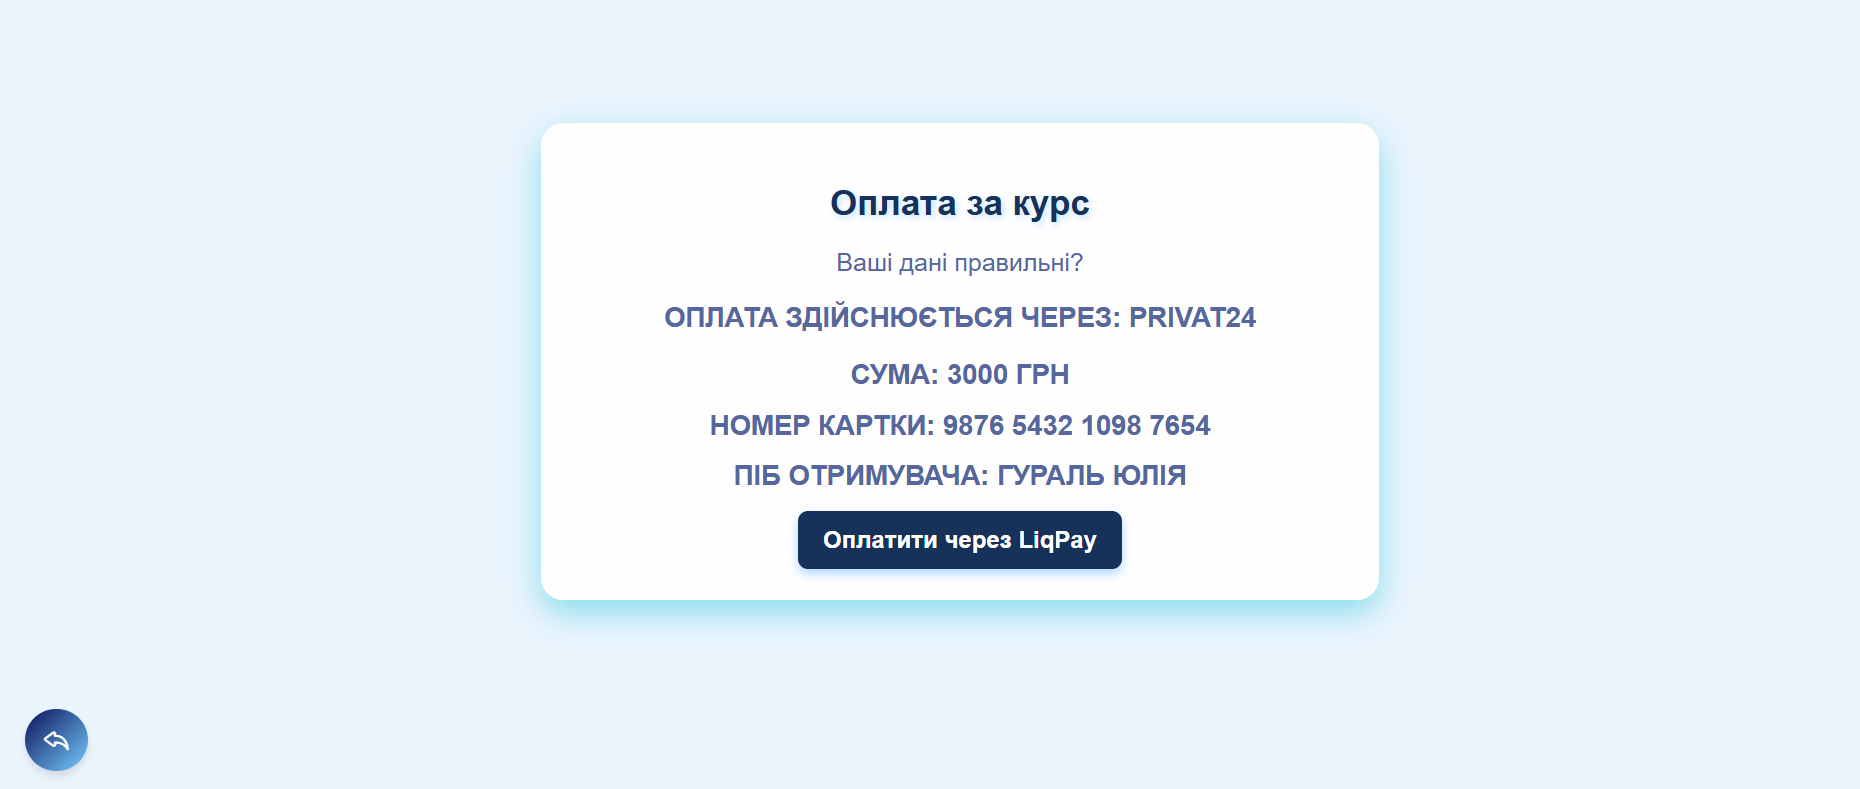 Оплата за курс
Ваші дані правильні?
ОПЛАТА ЗДІЙСНЮЄТЬСЯ ЧЕРЕЗ: PRIVAT24
СУМА: 3000 ГРН
НОМЕР КАРТКИ: 9876 5432 1098 7654
ПІБ ОТРИМУВАЧА: ГУРАЛЬ ЮЛІЯ
Оплатити через LiqPay